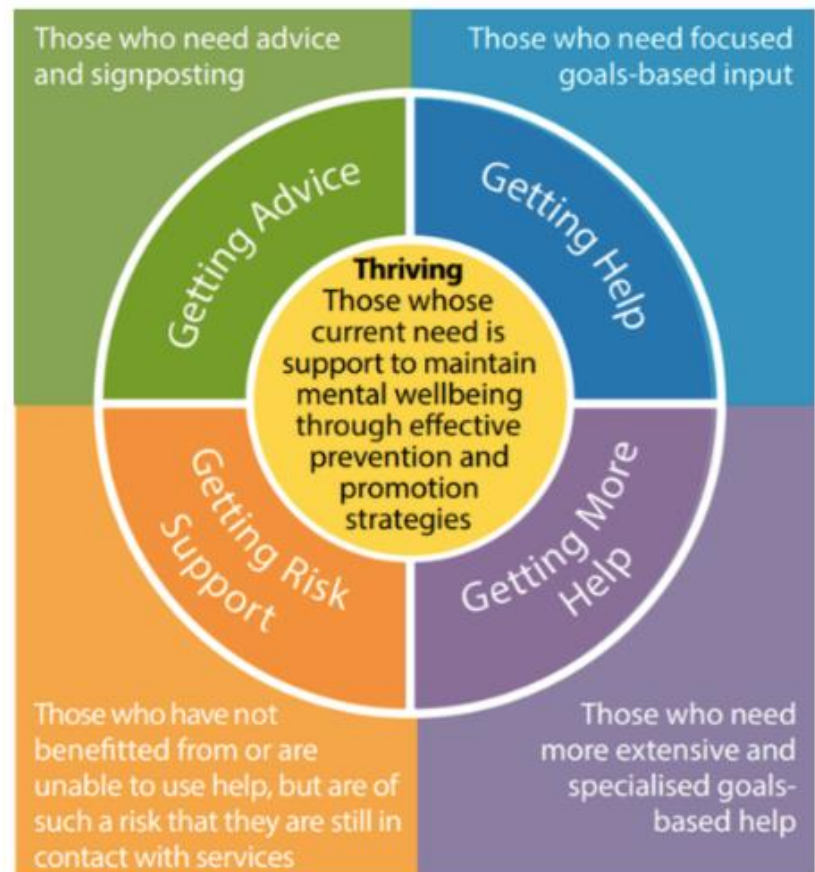 Those who need advice
and signposting
Those who need focused
goals-based input
Getting Advice
Getting Help
Thriving
Those whose
current need is
support to maintain
mental wellbeing
through effective
prevention and
promotion
strategies
Getting Risk
Support
Getting More
Help
Those who have not
benefitted from or are
unable to use help, but are of
such a risk that they are still in
contact with services
Those who need
more extensive and
specialised goals-
based help